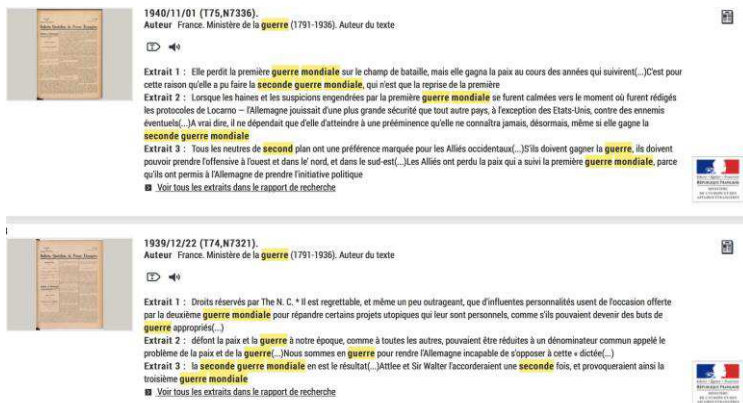 1940/11/01 (T75,N7336).
Auteur France. Ministère de la guerre (1791-1936). Auteur du texte
Extrait 1 : Elle perdit la première guerre mondiale sur le champ de bataille, mais elle gagna la paix au cours des années qui suivirent(...)C'est pour
cette raison qu'elle a pu faire la seconde guerre mondiale, qui n'est que la reprise de la première
Extrait 2 : Lorsque les haines et les suspicions engendrées par la première guerre mondiale se furent calmées vers le moment où furent rédigés
les protocoles de Locarno — l'Allemagne jouissait d'une plus grande sécurité que tout autre pays, à l'exception des Etats-Unis, contre des ennemis
éventuels(...)A vrai dire, il ne dépendait que d'elle d'atteindre à une prééminence qu'elle ne connaîtra jamais, désormais, même si elle gagne la
seconde guerre mondiale
Extrait 3 : Tous les neutres de second plan ont une préférence marquée pour les Alliés occidentaux(...)S'ils doivent gagner la guerre, ils doivent
pouvoir prendre l'offensive à l'ouest et dans le' nord, et dans le sud-est(...)Les Alliés ont perdu la paix qui a suivi la première guerre mondiale, parce
qu'ils ont permis à l'Allemagne de prendre l'initiative politique
Voir tous les extraits dans le rapport de recherche
1939/12/22 (T74,N7321).
Auteur France. Ministère de la guerre (1791-1936). Auteur du texte
Extrait 1 : Droits réservés par The N. C. * Il est regrettable, et même un peu outrageant, que d'influentes personnalités usent de l'occasion offerte
par la deuxième guerre mondiale pour répandre certains projets utopiques qui leur sont personnels, comme s'ils pouvaient devenir des buts de
guerre appropriés(...)
Extrait 2 : défont la paix et la guerre à notre époque, comme à toutes les autres, pouvaient être réduites à un dénominateur commun appelé le
problème de la paix et de la guerre(...)Nous sommes en guerre pour rendre l'Allemagne incapable de s'opposer à cette « dictée(...)
Extrait 3 : la seconde guerre mondiale en est le résultat(...)Attlee et Sir Walter l'accorderaient une seconde fois, et provoqueraient ainsi la
troisième guerre mondiale
Voir tous les extraits dans le rapport de recherche